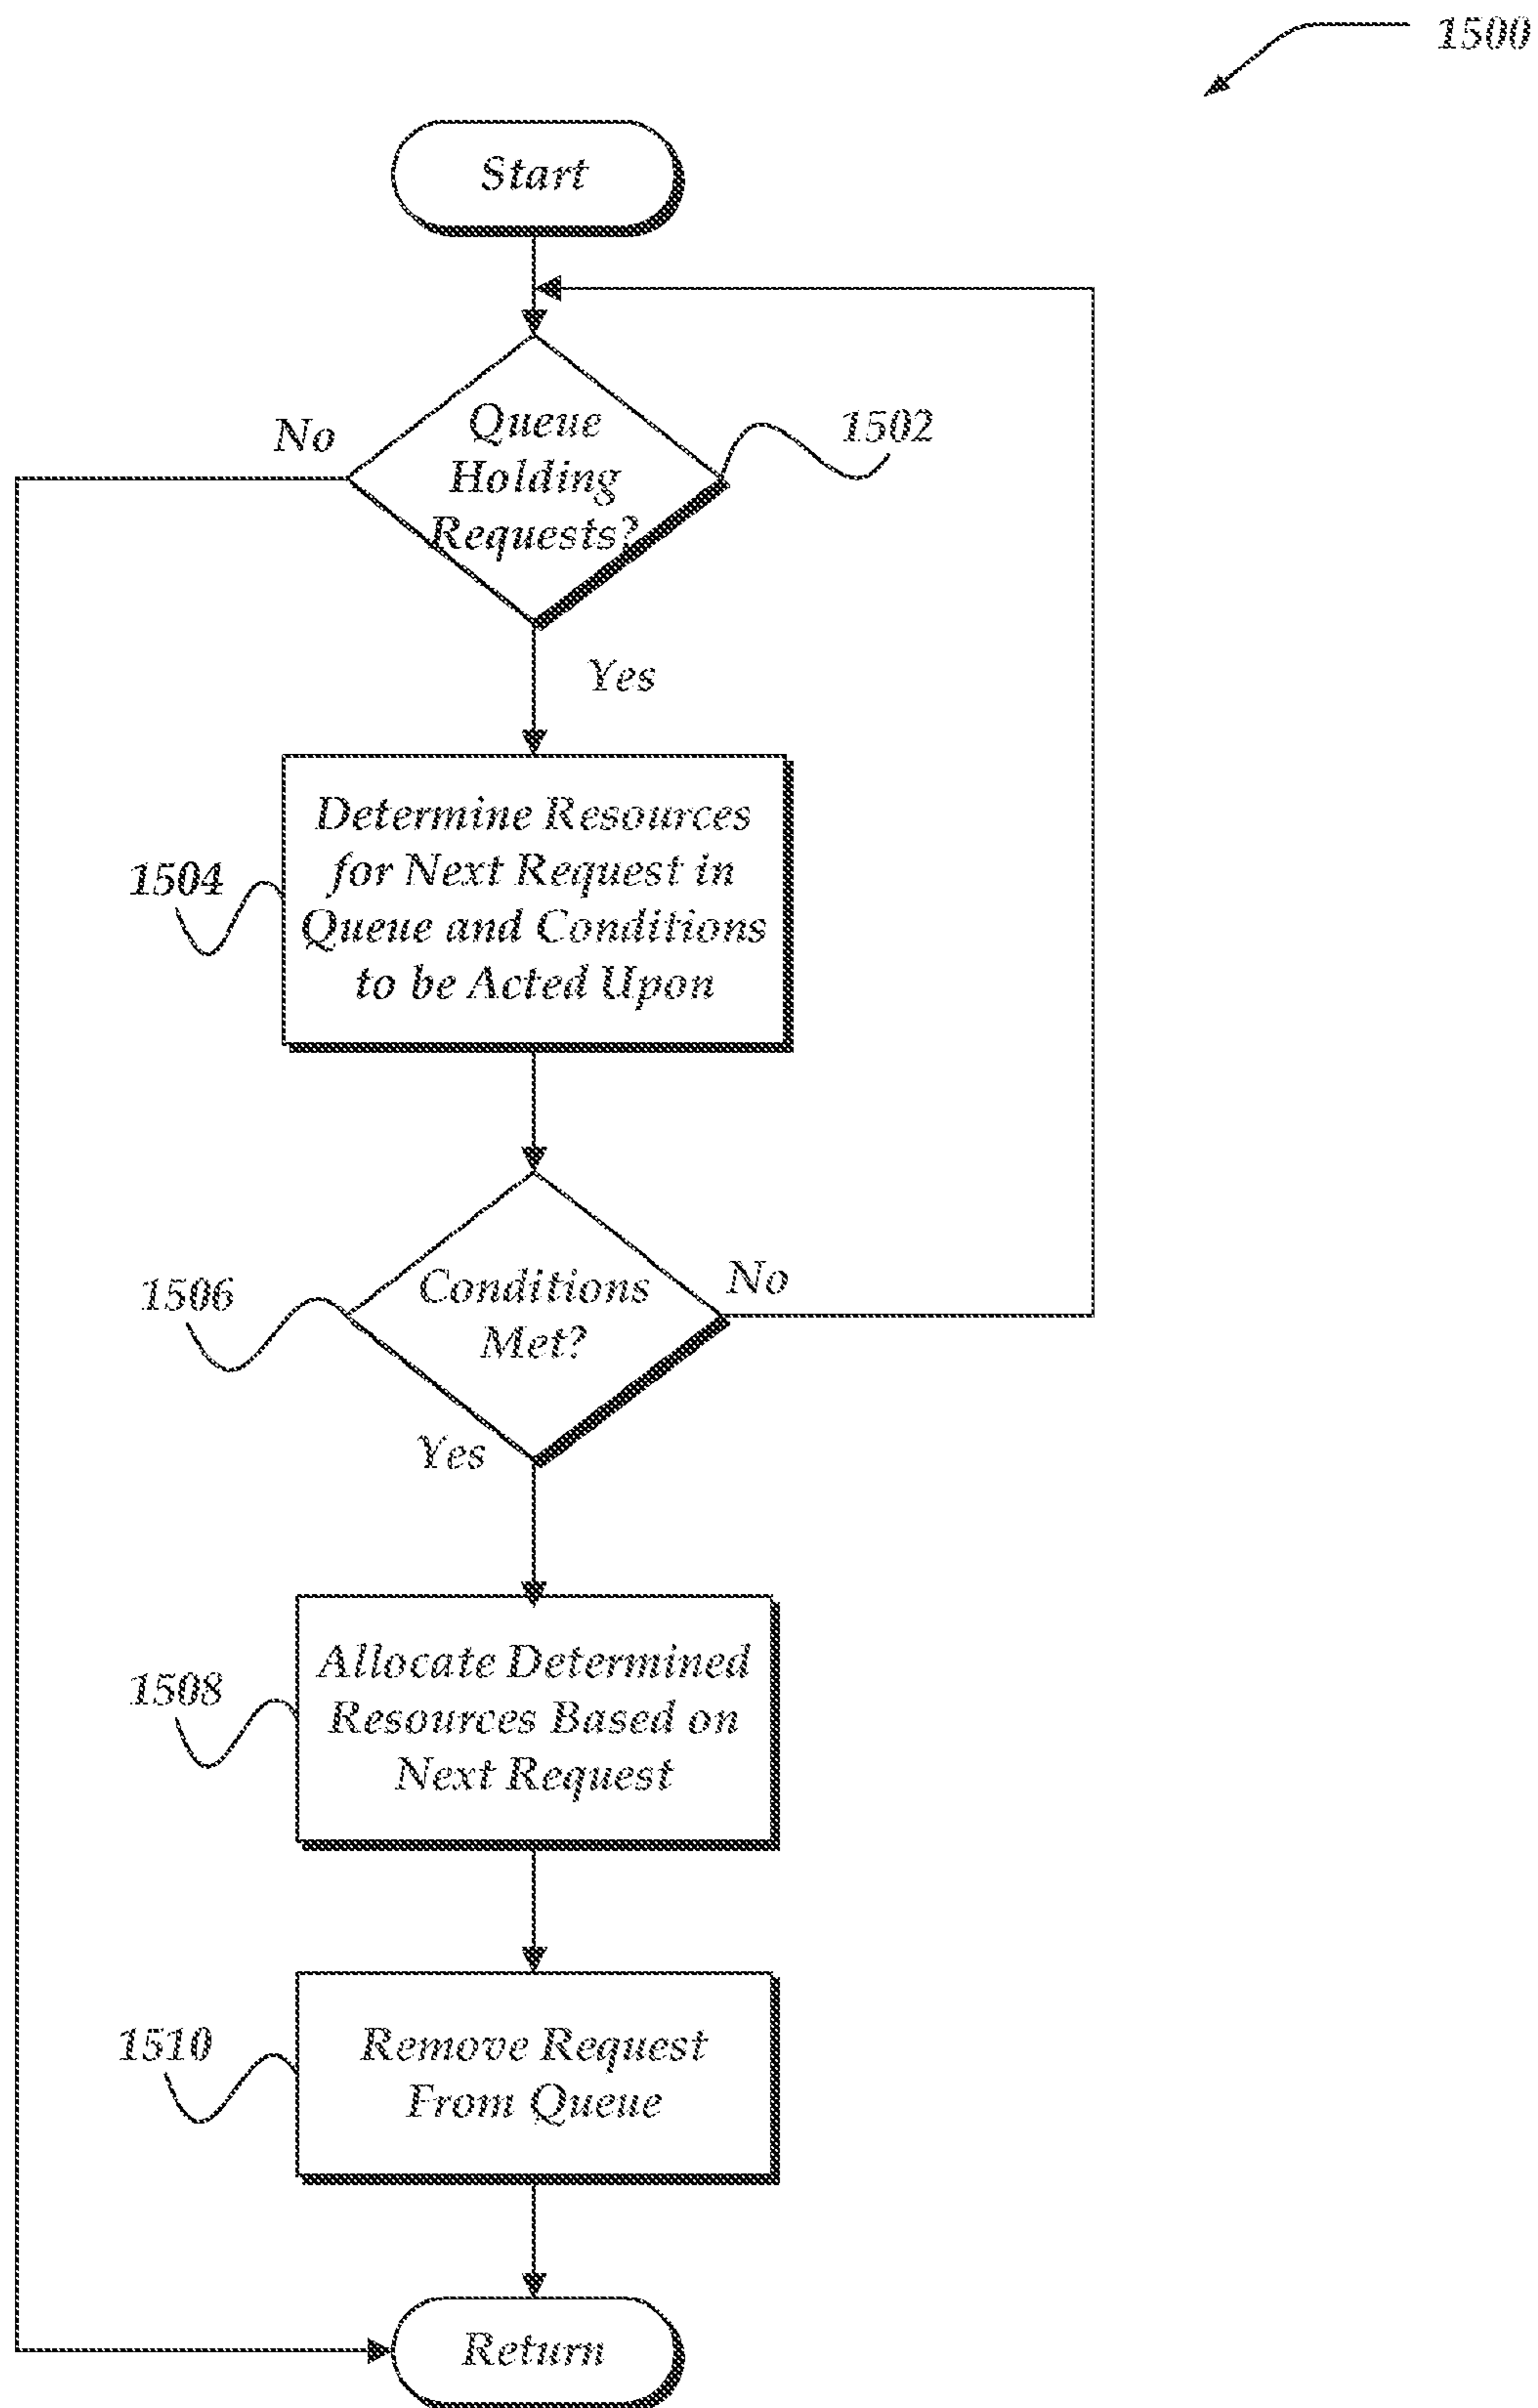 1500
Start
No
Queue
Holding
Requests?
1502
Yes
Determine Resources
for Next Request in
Queue and Conditions
to be Acted Upon
1504
Conditions
Met?
No
1506
Yes
Allocate Determined
Resources Based on
Next Request
1508
Remove Request
From Queue
1510
Return